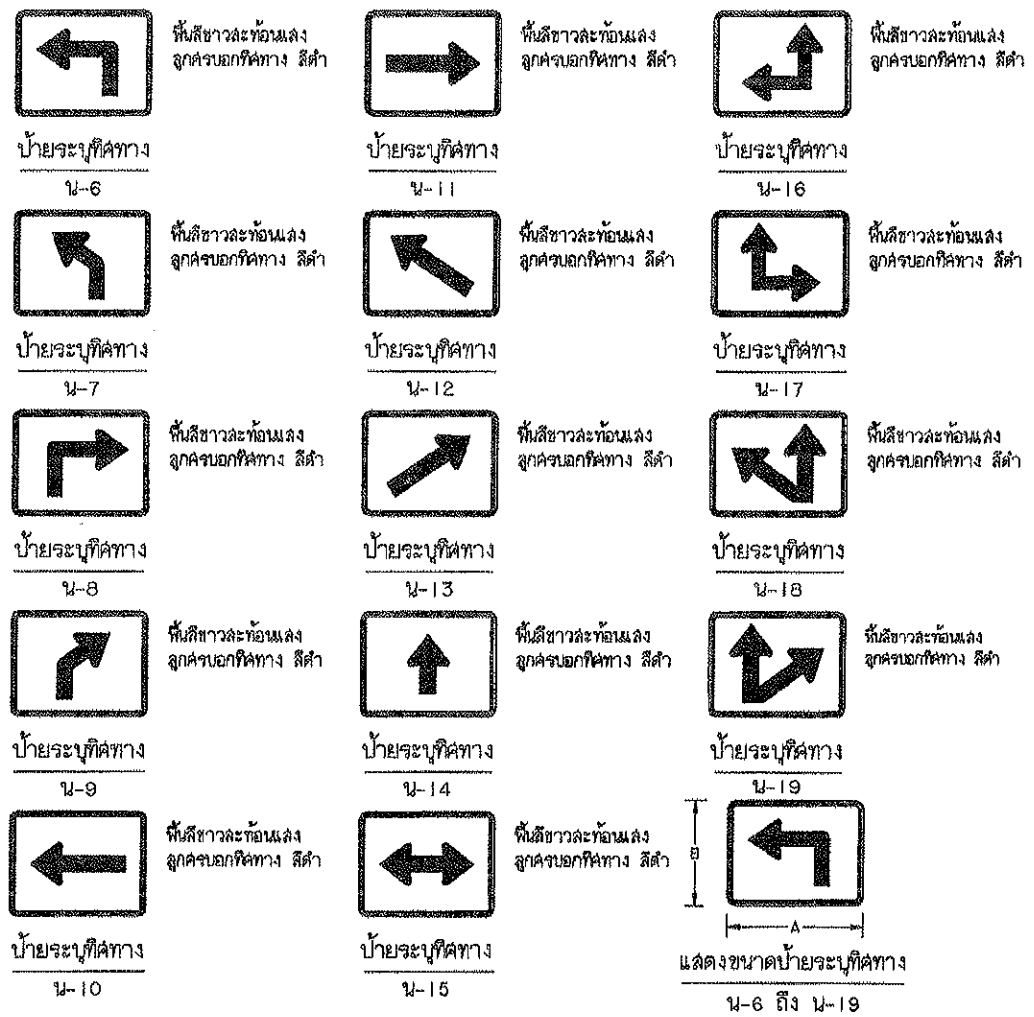 พื้นสีขาวสะท้อนแสง
ลูกศรบอกทิศทาง สีดำ
ป้ายระบุทิศทาง
น-6
พื้นสีขาวสะท้อนแสง
ลูกศรบอกทิศทาง สีดำ
ป้ายระบุทิศทาง
น-11
พื้นสีขาวสะท้อนแสง
ลูกศรบอกทิศทาง สีดำ
ป้ายระบุทิศทาง
น-16
พื้นสีขาวสะท้อนแสง
ลูกศรบอกทิศทาง สีดำ
ป้ายระบุทิศทาง
น-7
พื้นสีขาวสะท้อนแสง
ลูกศรบอกทิศทาง สีดำ
ป้ายระบุทิศทาง
น-12
พื้นสีขาวสะท้อนแสง
ลูกศรบอกทิศทาง สีดำ
ป้ายระบุทิศทาง
น-17
พื้นสีขาวสะท้อนแสง
ลูกศรบอกทิศทาง สีดำ
ป้ายระบุทิศทาง
น-8
พื้นสีขาวสะท้อนแสง
ลูกศรบอกทิศทาง สีดำ
ป้ายระบุทิศทาง
น-13
พื้นสีขาวสะท้อนแสง
ลูกศรบอกทิศทาง สีดำ
ป้ายระบุทิศทาง
น-18
พื้นสีขาวสะท้อนแสง
ลูกศรบอกทิศทาง สีดำ
ป้ายระบุทิศทาง
น-9
พื้นสีขาวสะท้อนแสง
ลูกศรบอกทิศทาง สีดำ
ป้ายระบุทิศทาง
น-14
พื้นสีขาวสะท้อนแสง
ลูกศรบอกทิศทาง สีดำ
ป้ายระบุทิศทาง
น-19
พื้นสีขาวสะท้อนแสง
ลูกศรบอกทิศทาง สีดำ
ป้ายระบุทิศทาง
น-10
พื้นสีขาวสะท้อนแสง
ลูกศรบอกทิศทาง สีดำ
ป้ายระบุทิศทาง
น-15
B
A
แสดงขนาดป้ายระบุทิศทาง
น-6 ถึง น-19